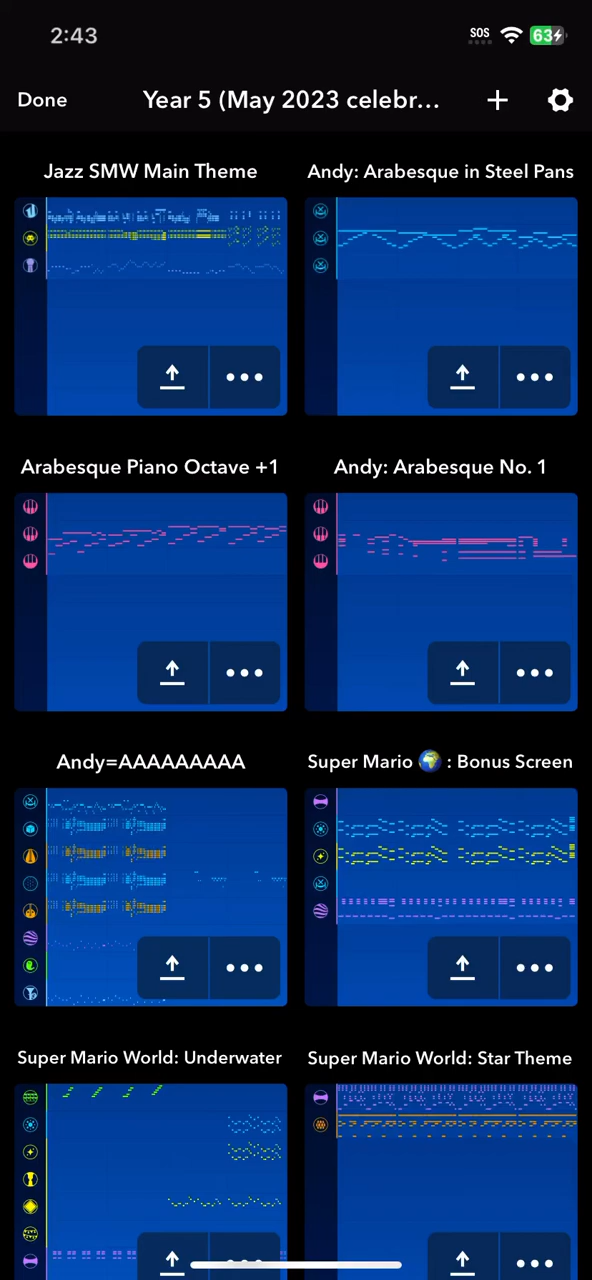 2:43
SOS
63
Done
Year 5 (May 2023 celebr...
Jazz SMW Main Theme
Andy: Arabesque in Steel Pans
Arabesque Piano Octave +1
Andy: Arabesque No. 1
Andy=AAAAAAAAA
Super Mario 🌍 : Bonus Screen
Super Mario World: Underwater
Super Mario World: Star Theme